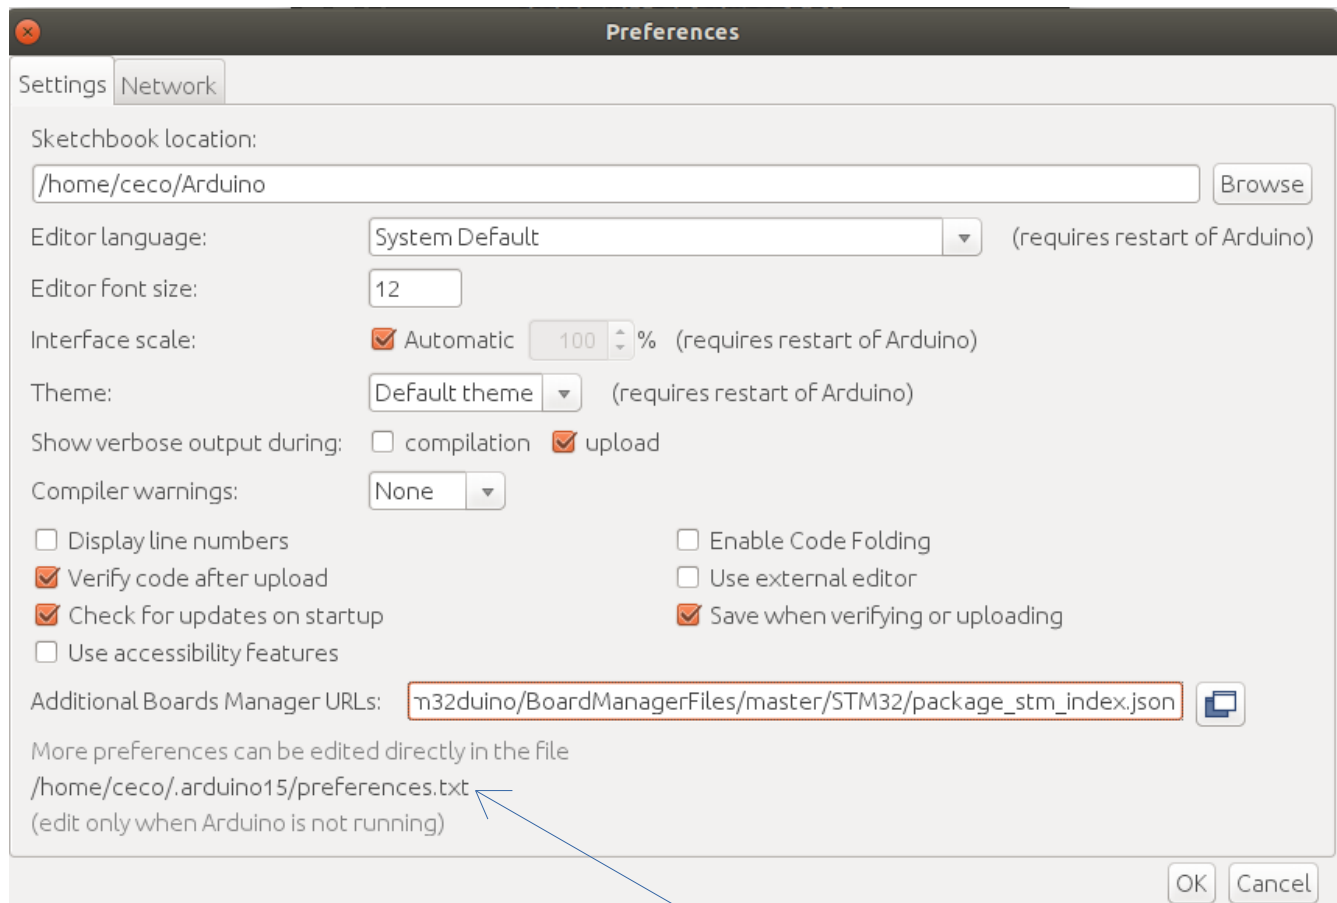 Preferences
Settings Network
Sketchbook location:
/home/ceco/Arduino Browse
Editor language: System Default (requires restart of Arduino)
Editor font size: 12
Interface scale: Automatic 100 % (requires restart of Arduino)
Theme: Default theme (requires restart of Arduino)
Show verbose output during: compilation upload
Compiler warnings: None
Display line numbers Enable Code Folding
Verify code after upload Use external editor
Check for updates on startup Save when verifying or uploading
Use accessibility features
Additional Boards Manager URLs: m32duino/BoardManagerFiles/master/STM32/package_stm_index.json
More preferences can be edited directly in the file
/home/ceco/.arduino15/preferences.txt
(edit only when Arduino is not running)
OK Cancel